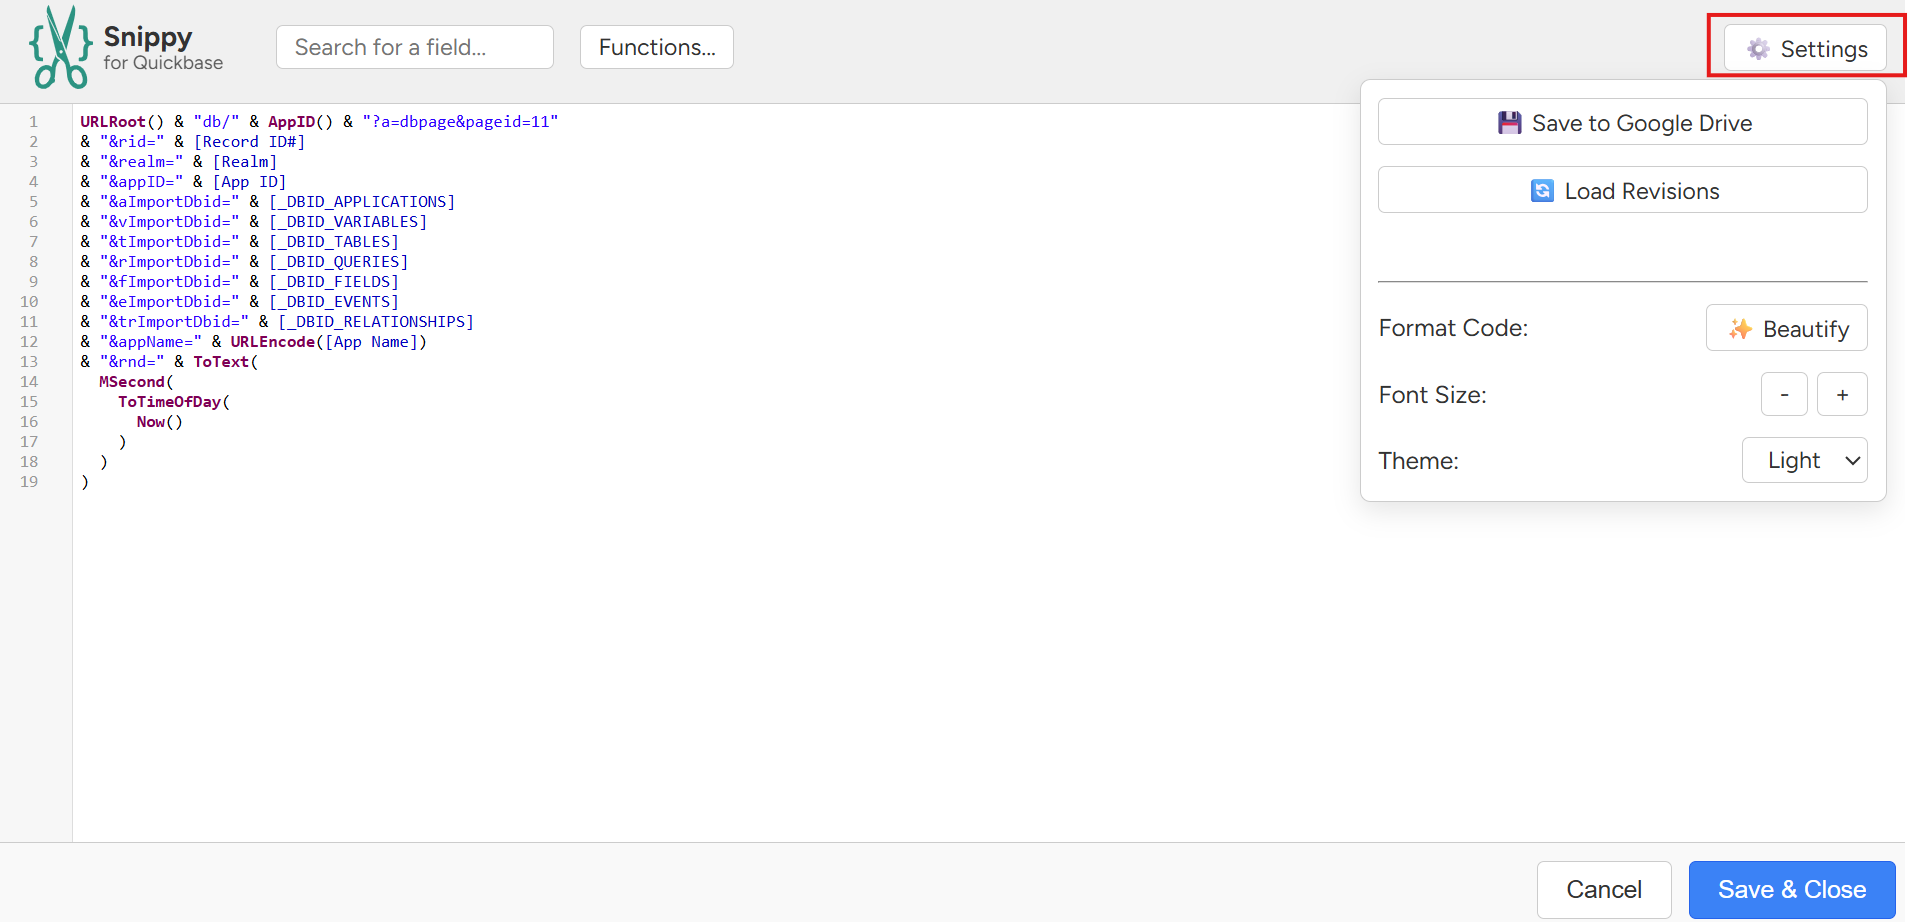 Snippy
for Quickbase
Search for a field...
Functions...
Settings
1 URLRoot() & "db/" & AppID() & "?a=dbpage&pageid=11"
2 & "&rid=" & [Record ID#]
3 & "&realm=" & [Realm]
4 & "&appID=" & [App ID]
5 & "&aImportDbid=" & [_DBID_APPLICATIONS]
6 & "&vImportDbid=" & [_DBID_VARIABLES]
7 & "&tImportDbid=" & [_DBID_TABLES]
8 & "&rImportDbid=" & [_DBID_QUERIES]
9 & "&fImportDbid=" & [_DBID_FIELDS]
10 & "&eImportDbid=" & [_DBID_EVENTS]
11 & "&trImportDbid=" & [_DBID_RELATIONSHIPS]
12 & "&appName=" & URLEncode([App Name])
13 & "&rnd=" & ToText(
14 MSecond(
15 ToTimeOfDay(
16 Now()
17 )
18 )
19 )
Save to Google Drive
Load Revisions
Format Code:
Beautify
Font Size:
- +
Theme:
Light
Cancel
Save & Close